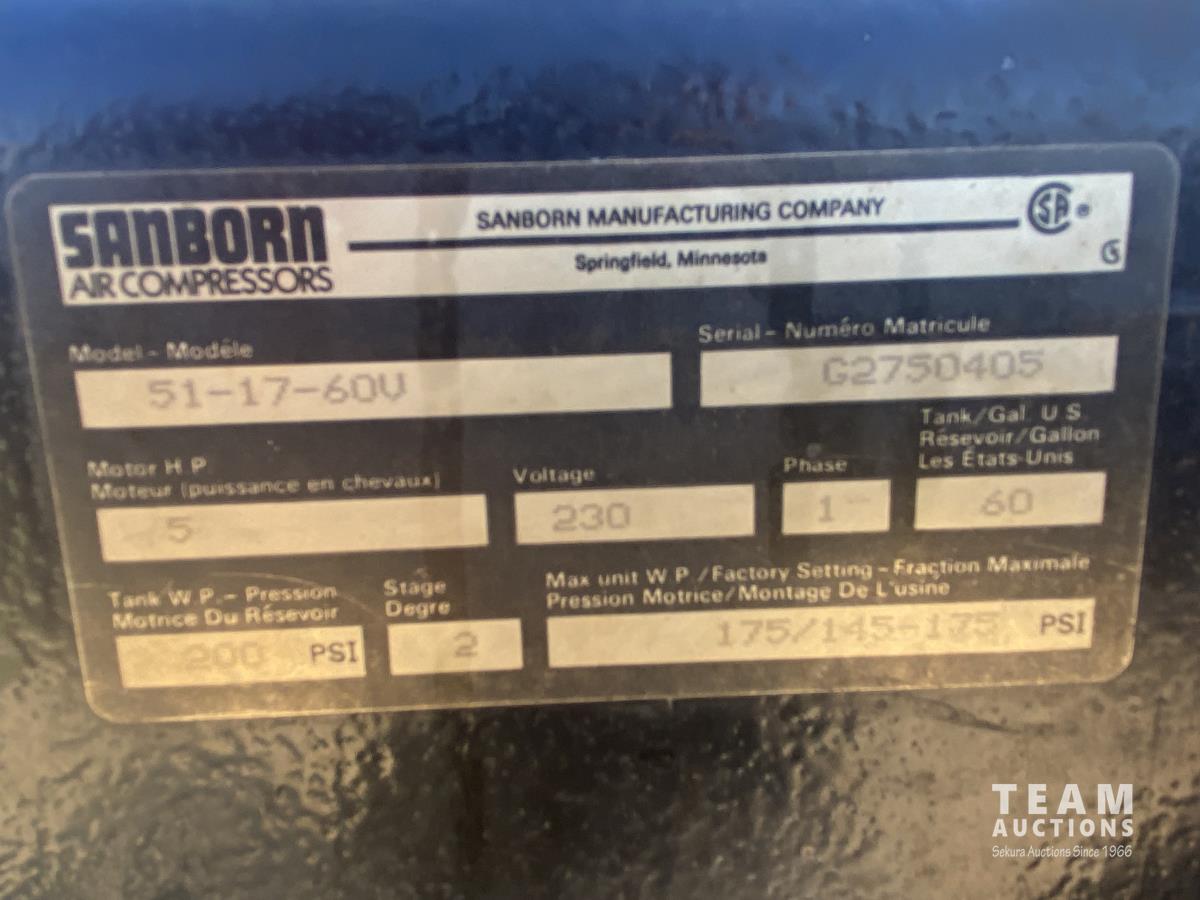 SANBORN
AIR COMPRESSORS
SANBORN MANUFACTURING COMPANY
Springfield, Minnesota
SA ®
Model - Modéle
51-17-60V
Serial - Numéro Matricule
G2750405
Motor H.P.
Moteur (puissance en chevaux)
5
Voltage
230
Phase
1
Tank/Gal. U.S.
Résevoir/Gallon
Les États-Unis
60
Tank W.P. - Pression
Motrice Du Résevoir
200 PSI
Stage
Degre
2
Max unit W.P./Factory Setting - Fraction Maximale
Pression Motrice/Montage De L'usine
175/145-175 PSI
TEAM
AUCTIONS
Sekura Auctions Since 1966